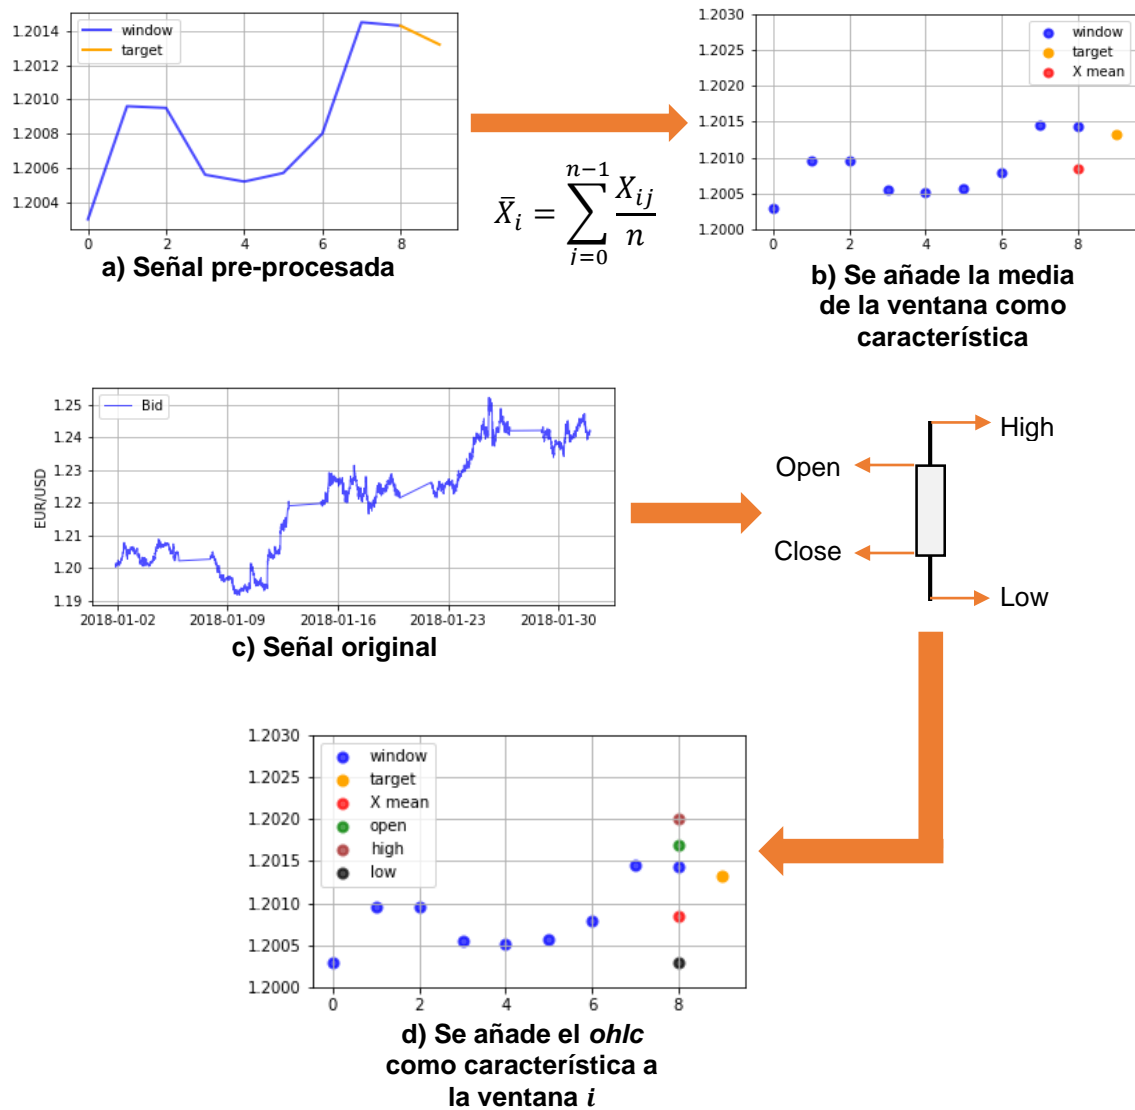 1.2014
1.2012
1.2010
1.2008
1.2006
1.2004
window
target
0 2 4 6 8
a) Señal pre-procesada
X̄ᵢ = ∑ⱼ₌₀ⁿ⁻¹ Xᵢⱼ/n
1.2030
1.2025
1.2020
1.2015
1.2010
1.2005
1.2000
window
target
X mean
0 2 4 6 8
b) Se añade la media
de la ventana como
característica
EUR/USD
1.25
1.24
1.23
1.22
1.21
1.20
1.19
Bid
2018-01-02 2018-01-09 2018-01-16 2018-01-23 2018-01-30
c) Señal original
High
Open
Close
Low
1.2030
1.2025
1.2020
1.2015
1.2010
1.2005
1.2000
window
target
X mean
open
high
low
0 2 4 6 8
d) Se añade el ohlc
como característica a
la ventana i